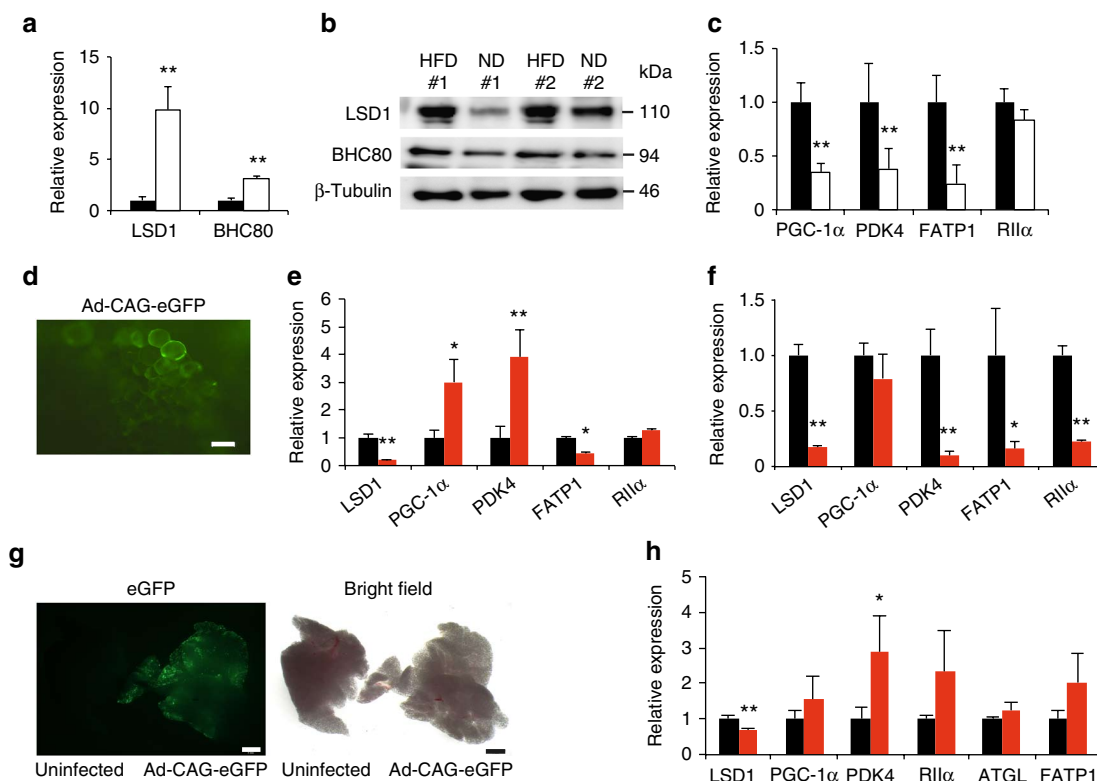 a
Relative expression
15
10
5
0
**
**
LSD1 BHC80
b
HFD ND HFD ND
#1 #1 #2 #2 kDa
LSD1 110
BHC80 94
β-Tubulin 46
c
Relative expression
1.5
1.0
0.5
0
** ** **
PGC-1α PDK4 FATP1 RIIα
d
Ad-CAG-eGFP
e
Relative expression
6
5
4
3
2
1
0
** * ** *
LSD1 PGC-1α PDK4 FATP1 RIIα
f
Relative expression
1.5
1.0
0.5
0
** ** * **
LSD1 PGC-1α PDK4 FATP1 RIIα
g
eGFP Bright field
Uninfected Ad-CAG-eGFP Uninfected Ad-CAG-eGFP
h
Relative expression
5
4
3
2
1
0
** *
LSD1 PGC-1α PDK4 RIIα ATGL FATP1